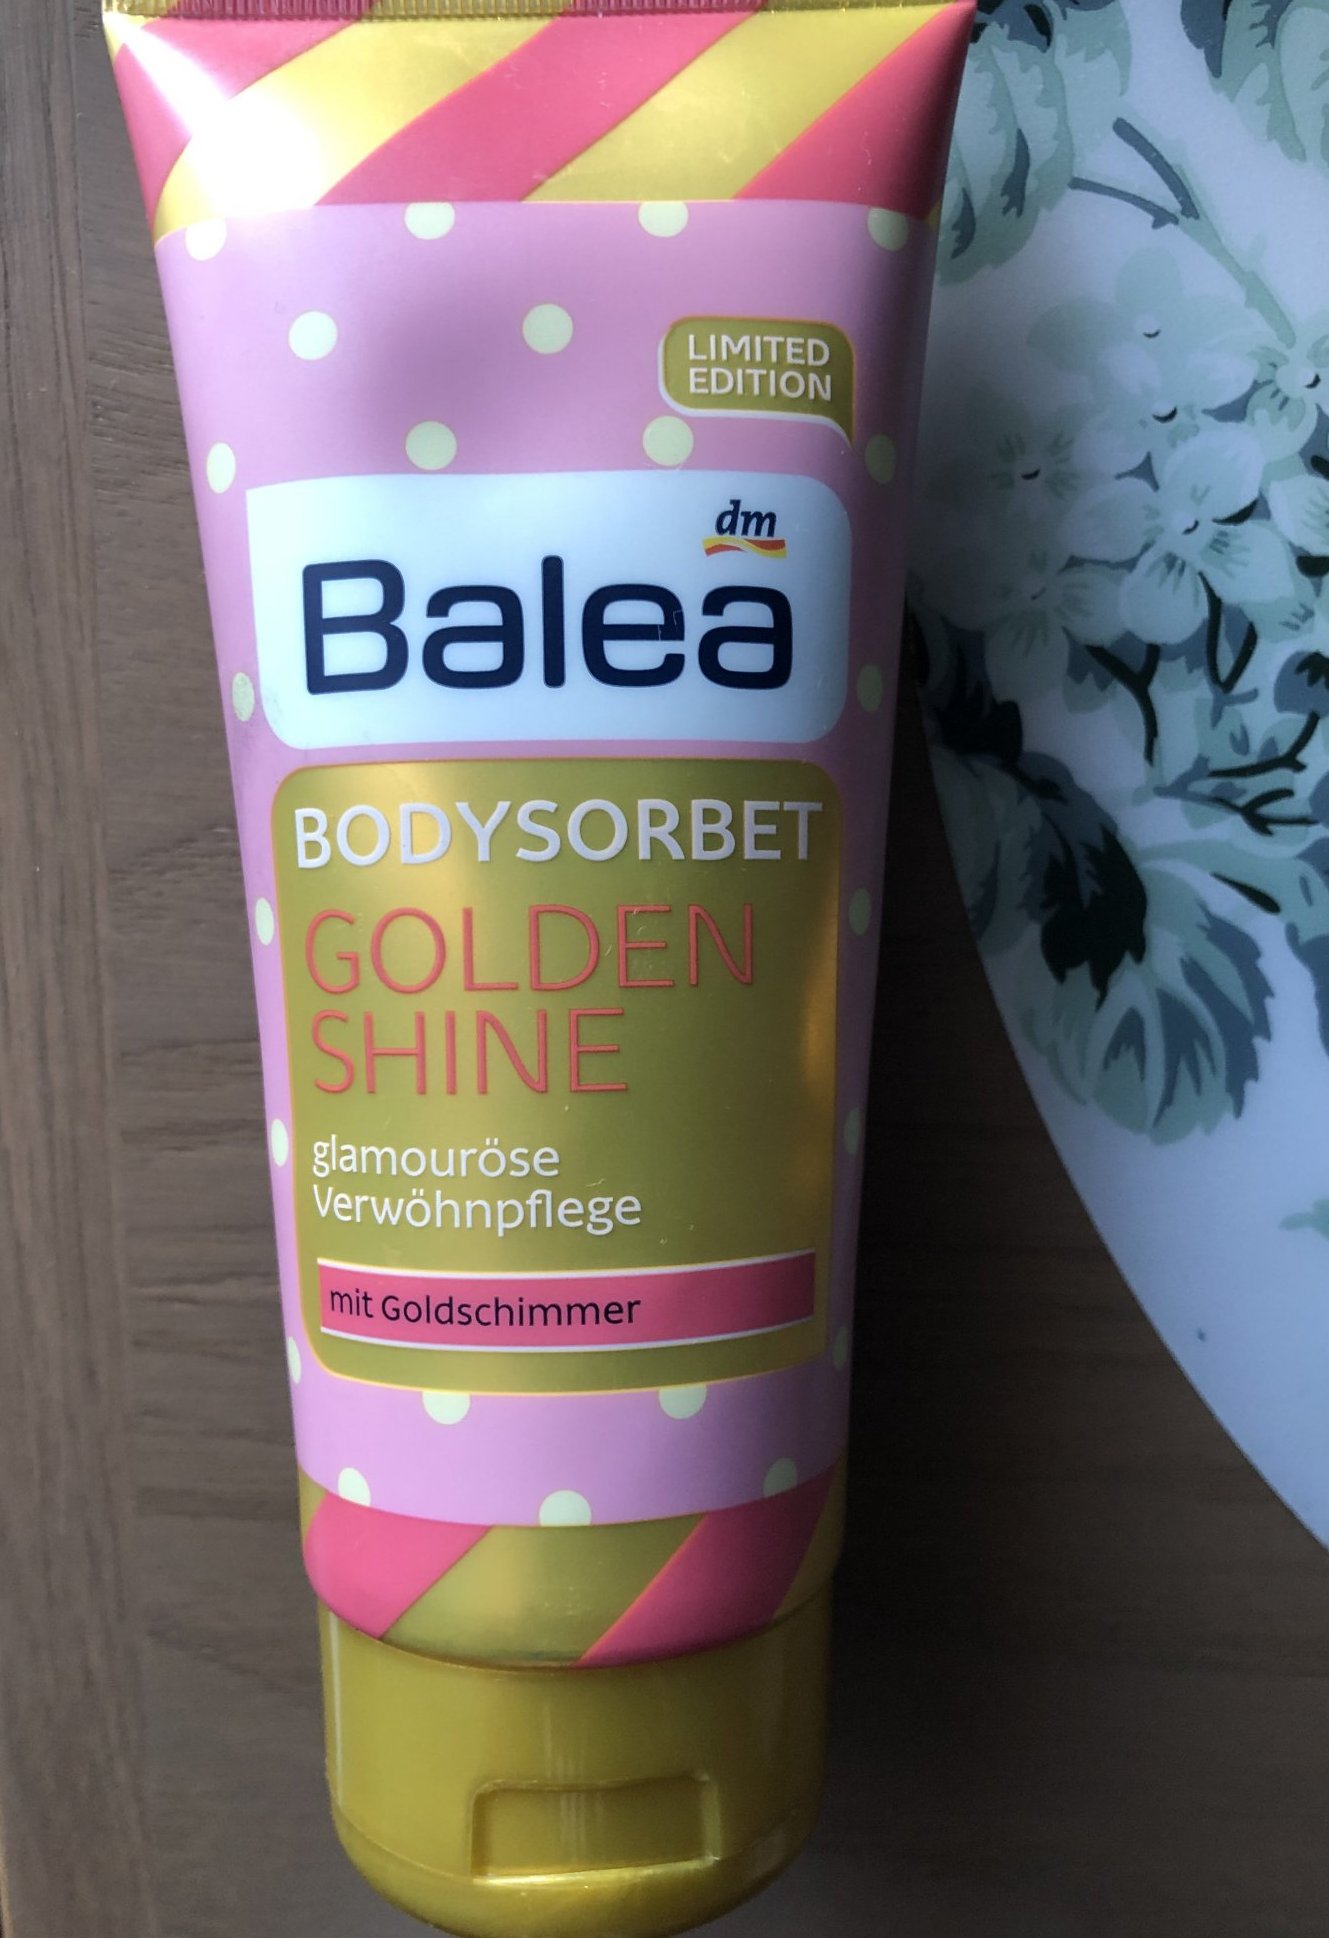 LIMITED
EDITION
dm
Balea
BODYSORBET
GOLDEN
SHINE
glamouröse
Verwöhnpflege
mit Goldschimmer